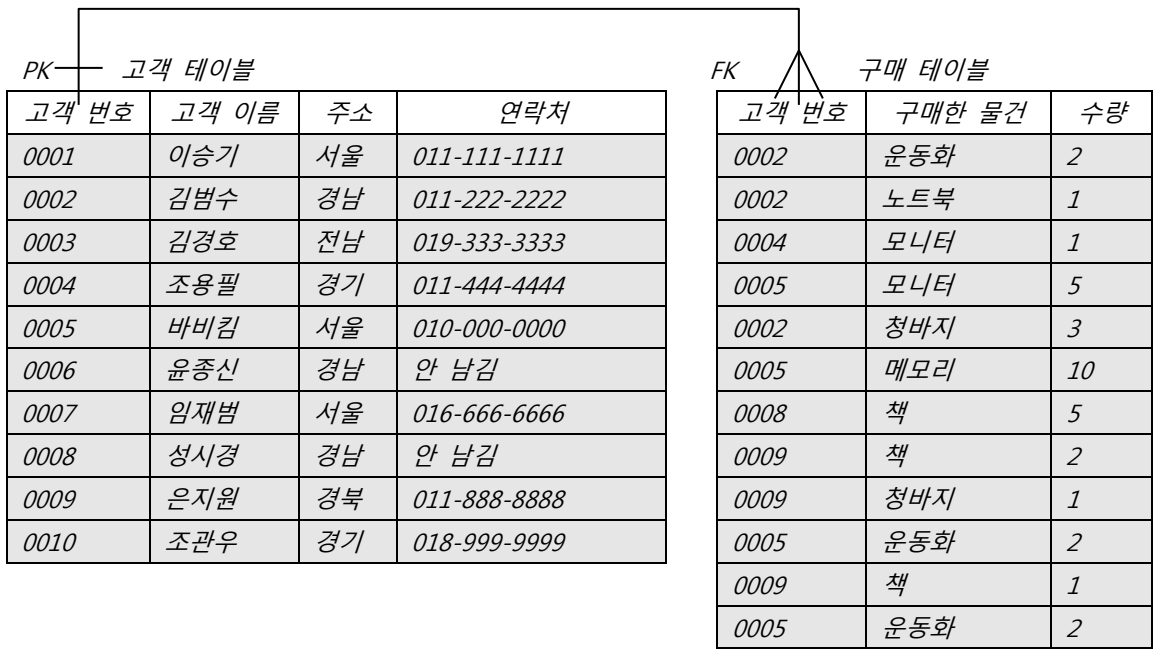 PK 고객 테이블
고객 번호 고객 이름 주소 연락처
0001 이승기 서울 011-111-1111
0002 김범수 경남 011-222-2222
0003 김경호 전남 019-333-3333
0004 조용필 경기 011-444-4444
0005 바비킴 서울 010-000-0000
0006 윤종신 경남 안 남김
0007 임재범 서울 016-666-6666
0008 성시경 경남 안 남김
0009 은지원 경북 011-888-8888
0010 조관우 경기 018-999-9999
FK 구매 테이블
고객 번호 구매한 물건 수량
0002 운동화 2
0002 노트북 1
0004 모니터 1
0005 모니터 5
0002 청바지 3
0005 메모리 10
0008 책 5
0009 책 2
0009 청바지 1
0005 운동화 2
0009 책 1
0005 운동화 2